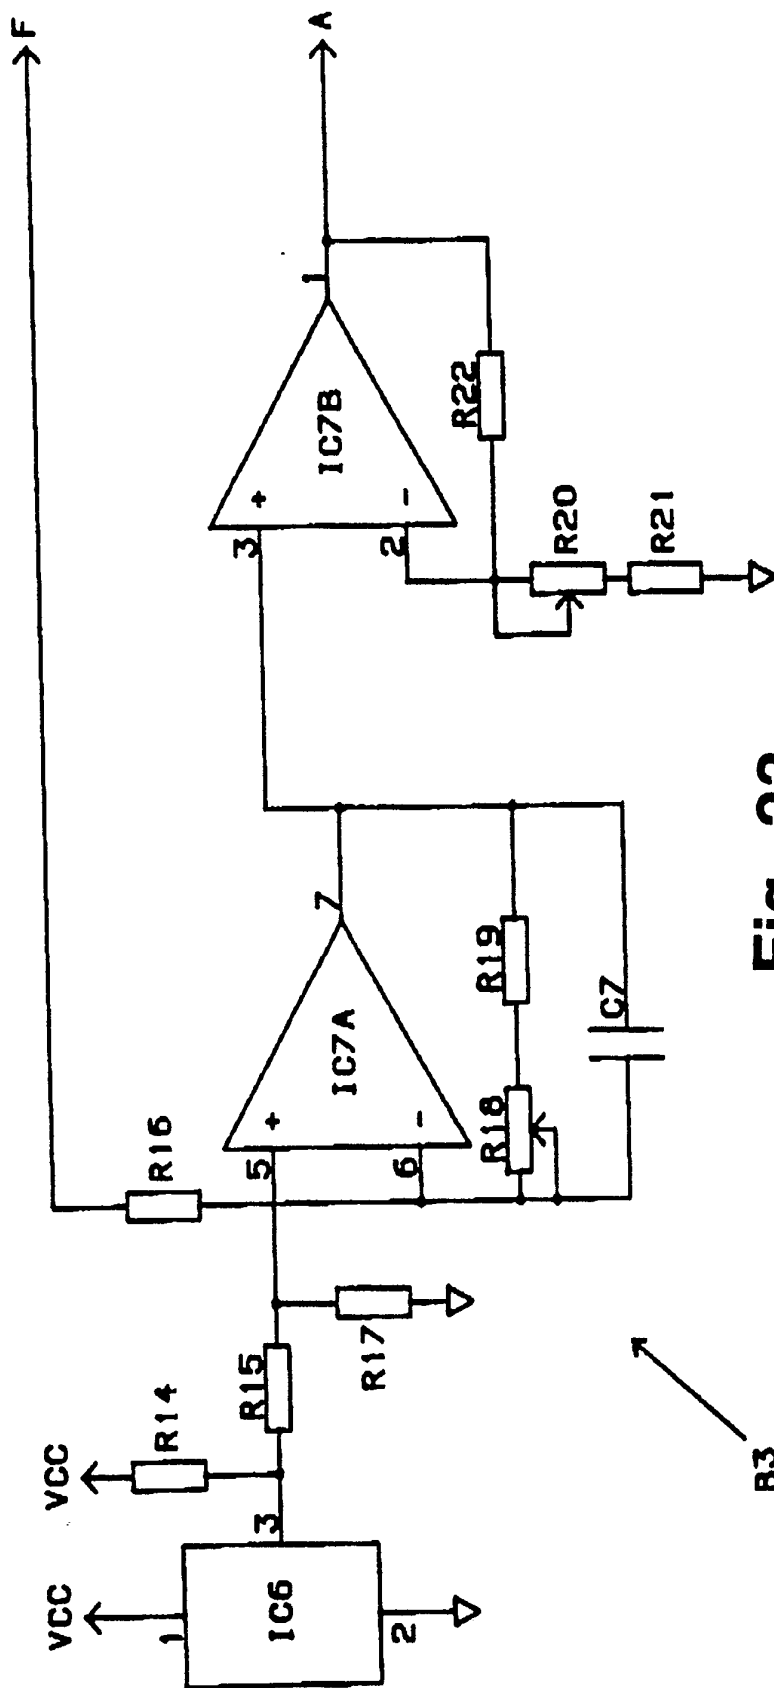 F
A
1
IC7B
+
-
3
2
R22
R20
R21
7
IC7A
+
-
5
6
R16
R19
R18
C7
R17
R15
R14
VCC
VCC
3
1
IC6
2
B3
Fig.